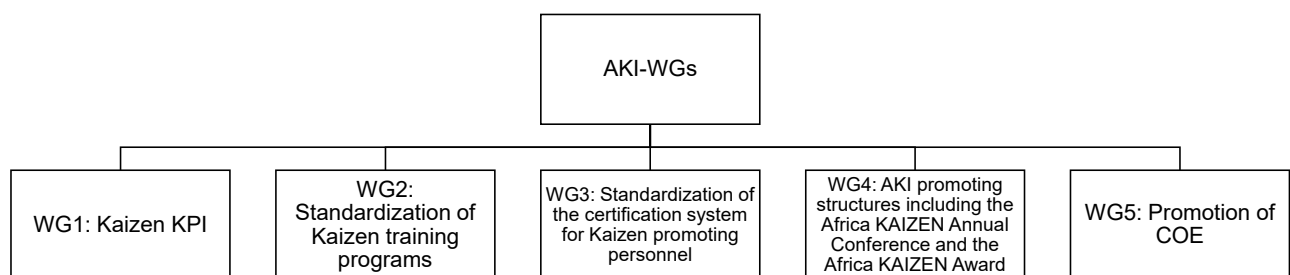 AKI-WGs
WG1: Kaizen KPI
WG2:
Standardization of
Kaizen training
programs
WG3: Standardization of
the certification system
for Kaizen promoting
personnel
WG4: AKI promoting
structures including the
Africa KAIZEN Annual
Conference and the
Africa KAIZEN Award
WG5: Promotion of
COE